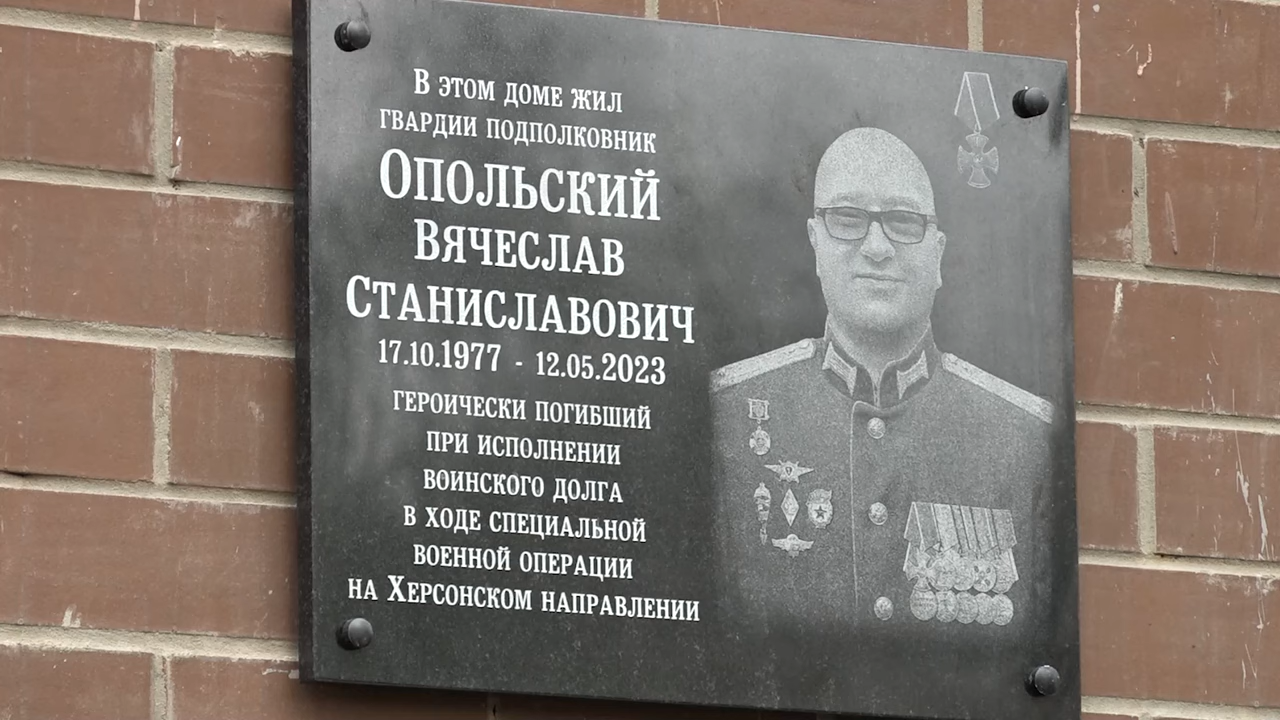 В этом доме жил
гвардии подполковник
Опольский
Вячеслав
Станиславович
17.10.1977 - 12.05.2023
героически погибший
при исполнении
воинского долга
в ходе специальной
военной операции
на Херсонском направлении